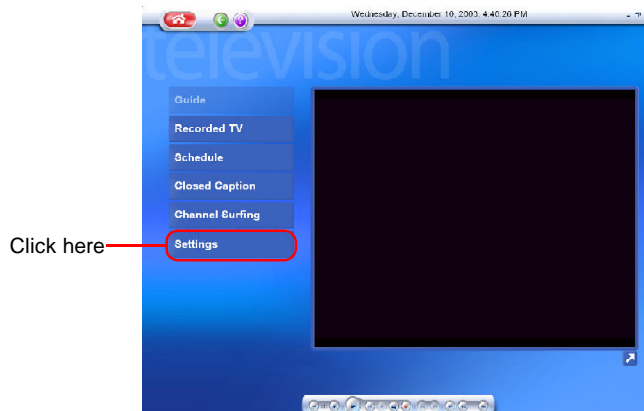 Wednesday, December 10, 2003, 4:40:20 PM
television
Guide
Recorded TV
Schedule
Closed Caption
Channel Surfing
Settings
Click here